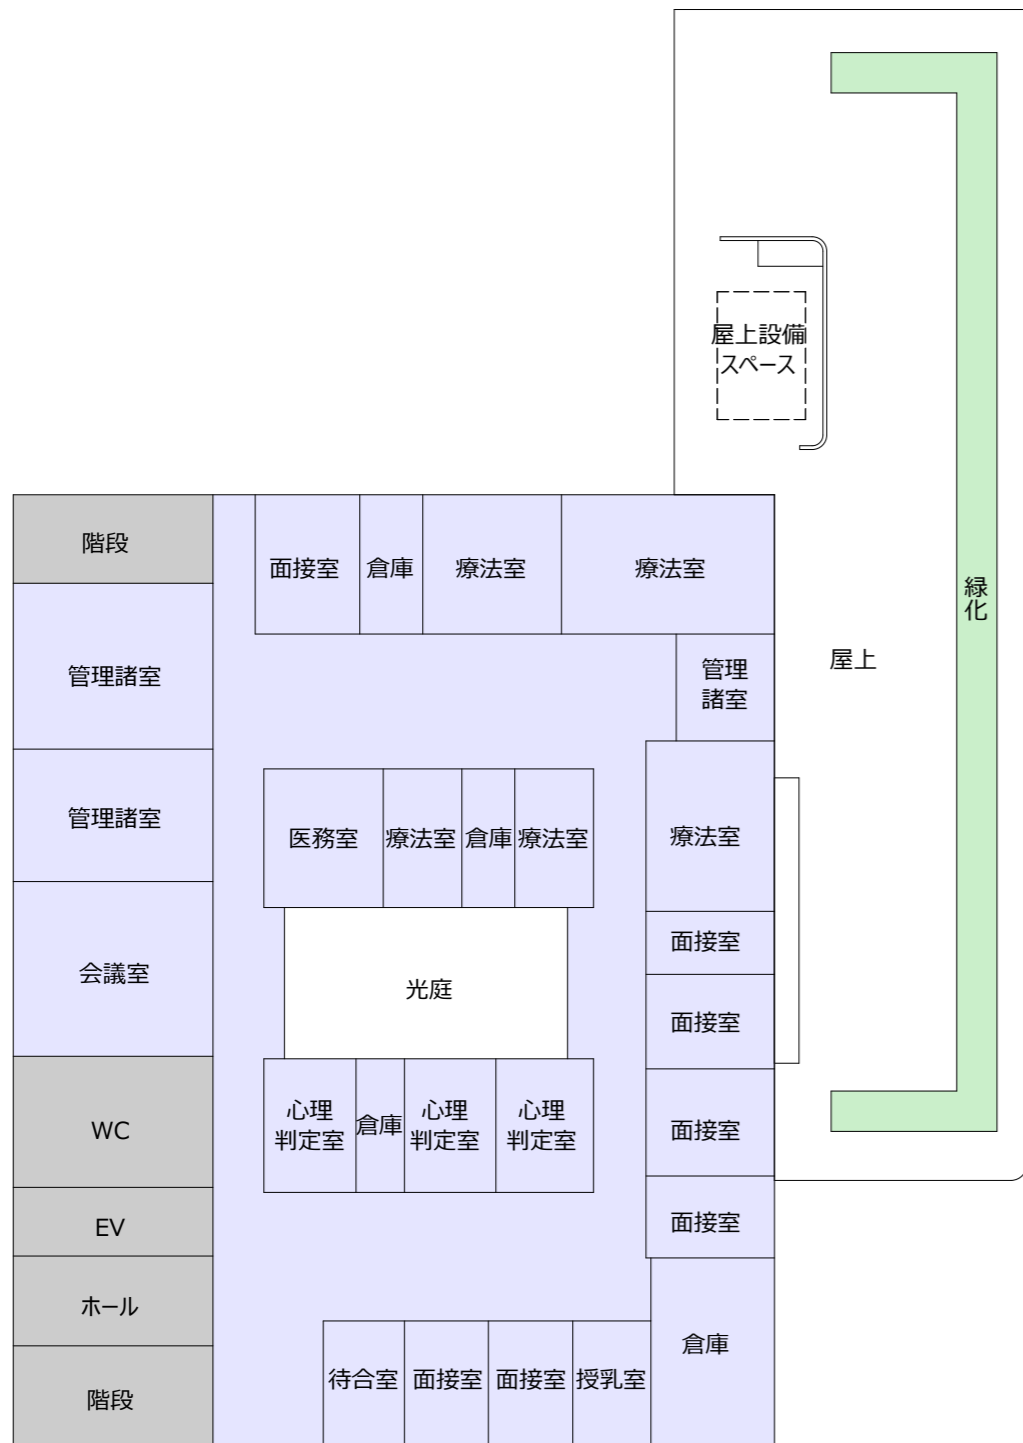 屋上設備
スペース
階段
面接室
倉庫
療法室
療法室
緑化
管理諸室
管理
諸室
屋上
管理諸室
医務室
療法室
倉庫
療法室
療法室
会議室
光庭
面接室
面接室
WC
心理
判定室
倉庫
心理
判定室
心理
判定室
面接室
EV
面接室
ホール
倉庫
階段
待合室
面接室
面接室
授乳室